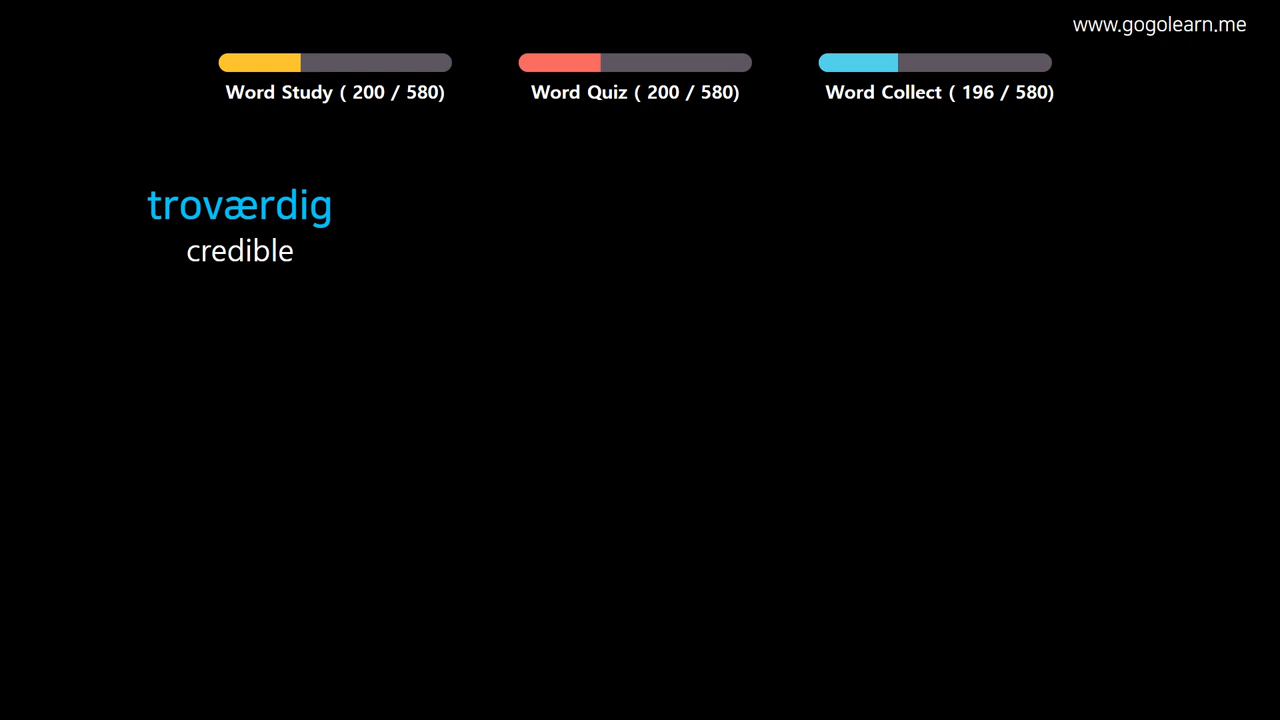 www.gogolearn.me
Word Study ( 200 / 580)
Word Quiz ( 200 / 580)
Word Collect ( 196 / 580)
troværdig
credible